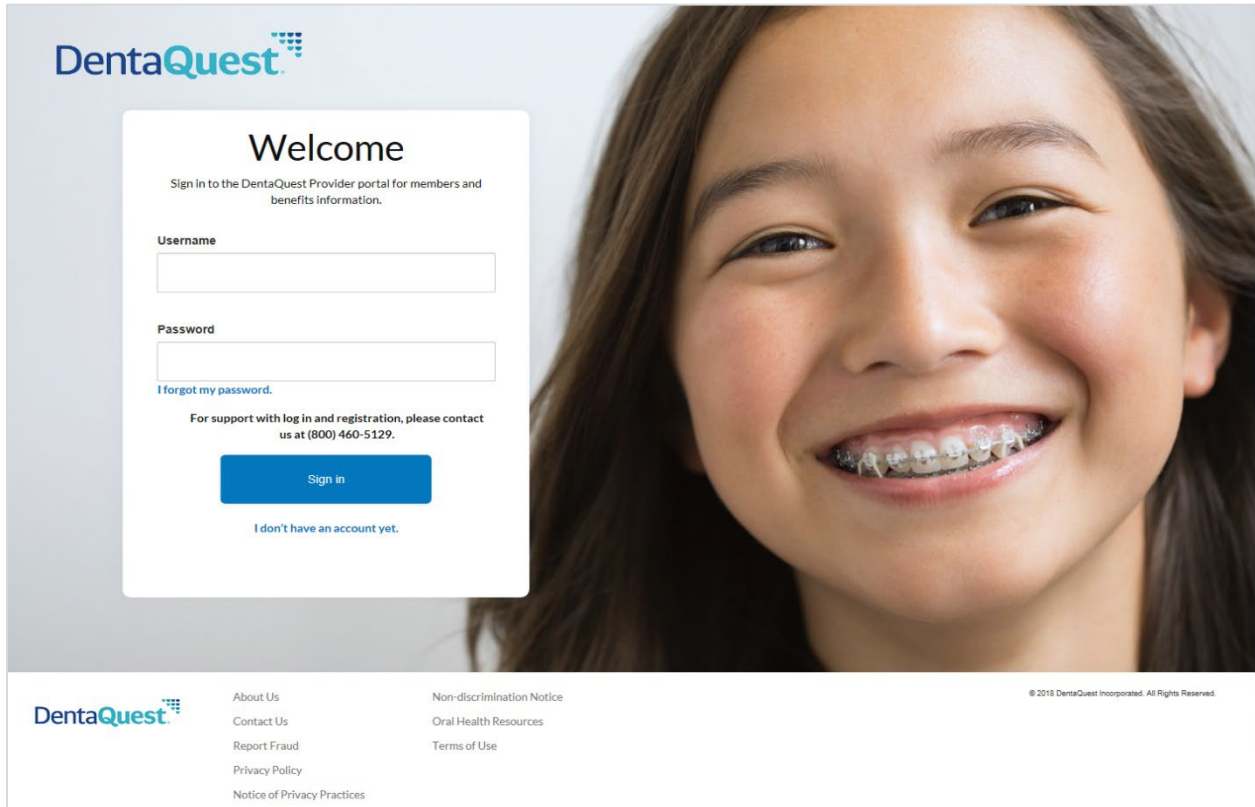 DentaQuest
Welcome
Sign in to the DentaQuest Provider portal for members and
benefits information.
Username
Password
I forgot my password.
For support with log in and registration, please contact
us at (800) 460-5129.
Sign in
I don't have an account yet.
DentaQuest
About Us
Contact Us
Report Fraud
Privacy Policy
Notice of Privacy Practices
Non-discrimination Notice
Oral Health Resources
Terms of Use
© 2018 DentaQuest Incorporated. All Rights Reserved.